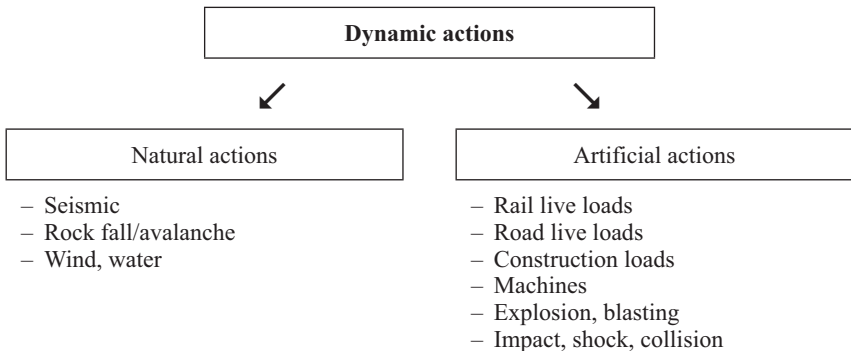 Dynamic actions
Natural actions
– Seismic
– Rock fall/avalanche
– Wind, water
Artificial actions
– Rail live loads
– Road live loads
– Construction loads
– Machines
– Explosion, blasting
– Impact, shock, collision